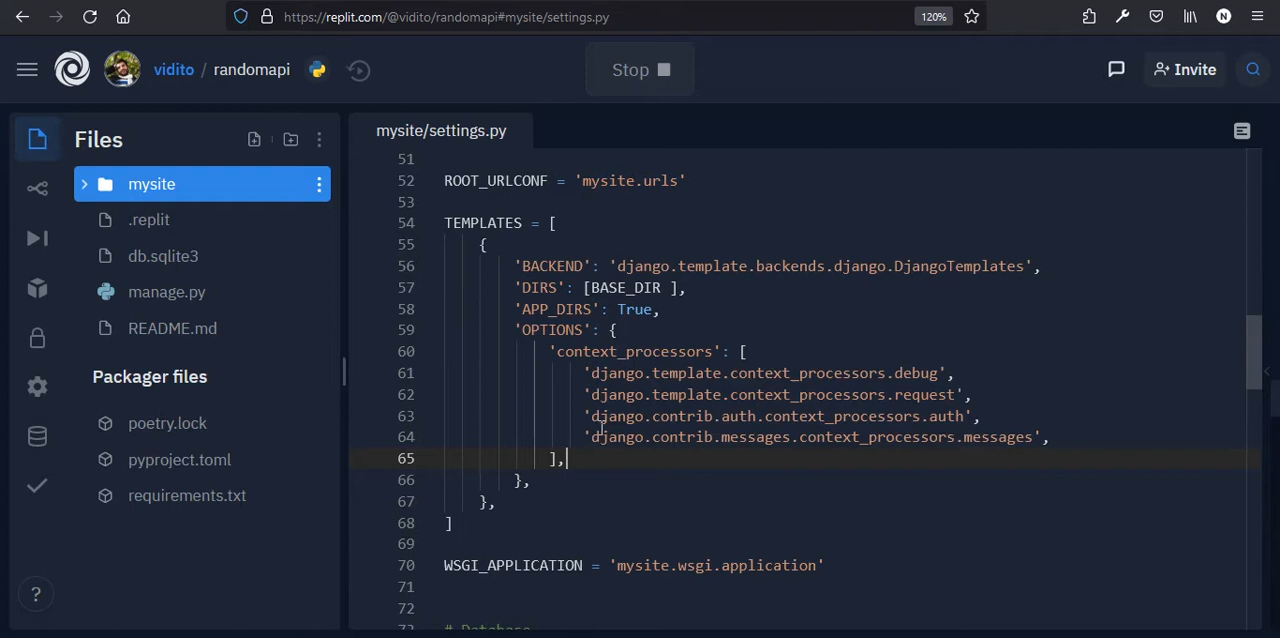 https://replit.com/@vidito/randomapi#mysite/settings.py
120%
N
vidito / randomapi
Stop
Invite
Files
mysite/settings.py
mysite
.replit
db.sqlite3
manage.py
README.md
Packager files
poetry.lock
pyproject.toml
requirements.txt
?
51
52 ROOT_URLCONF = 'mysite.urls'
53
54 TEMPLATES = [
55 {
56 'BACKEND': 'django.template.backends.django.DjangoTemplates',
57 'DIRS': [BASE_DIR ],
58 'APP_DIRS': True,
59 'OPTIONS': {
60 'context_processors': [
61 'django.template.context_processors.debug',
62 'django.template.context_processors.request',
63 'django.contrib.auth.context_processors.auth',
64 'django.contrib.messages.context_processors.messages',
65 ],
66 },
67 },
68 ]
69
70 WSGI_APPLICATION = 'mysite.wsgi.application'
71
72
73 # Database